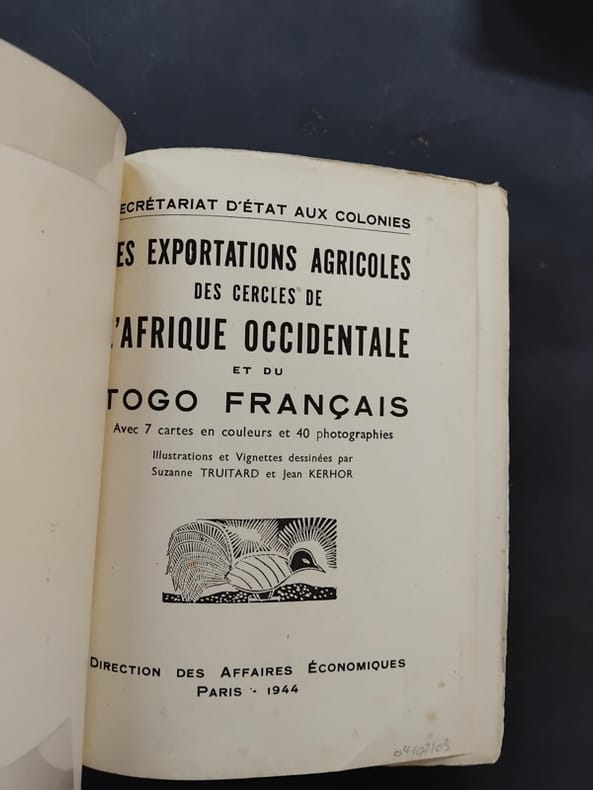 ECRÉTARIAT D'ÉTAT AUX COLONIES
ES EXPORTATIONS AGRICOLES
DES CERCLES DE
L'AFRIQUE OCCIDENTALE
ET DU
TOGO FRANÇAIS
Avec 7 cartes en couleurs et 40 photographies
Illustrations et Vignettes dessinées par
Suzanne TRUITARD et Jean KERHOR
DIRECTION DES AFFAIRES ÉCONOMIQUES
PARIS - 1944